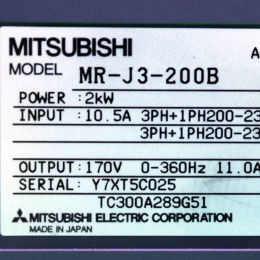 MITSUBISHI A
MODEL MR-J3-200B
POWER :2kW
INPUT :10.5A 3PH+1PH200-23
3PH+1PH200-23
OUTPUT:170V 0-360Hz 11.0A
SERIAL: Y7XT5C025
TC300A289G51
MITSUBISHI ELECTRIC CORPORATION
MADE IN JAPAN